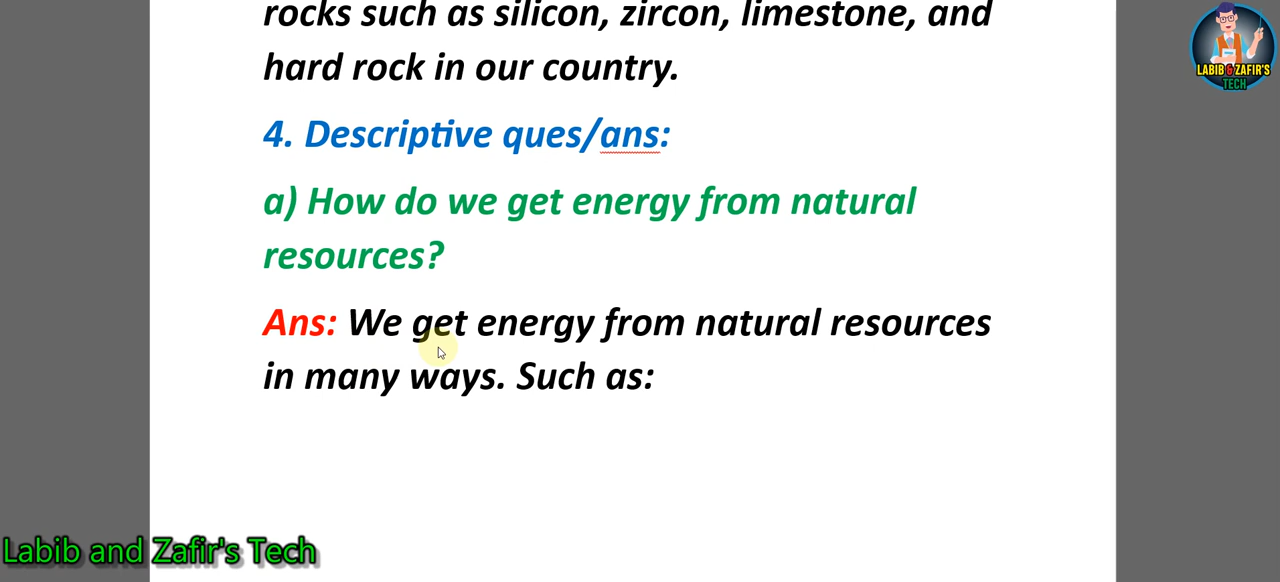 rocks such as silicon, zircon, limestone, and
hard rock in our country.
4. Descriptive ques/ans:
a) How do we get energy from natural
resources?
Ans: We get energy from natural resources
in many ways. Such as:
LABIB & ZAFIR'S
TECH
Labib and Zafir's Tech